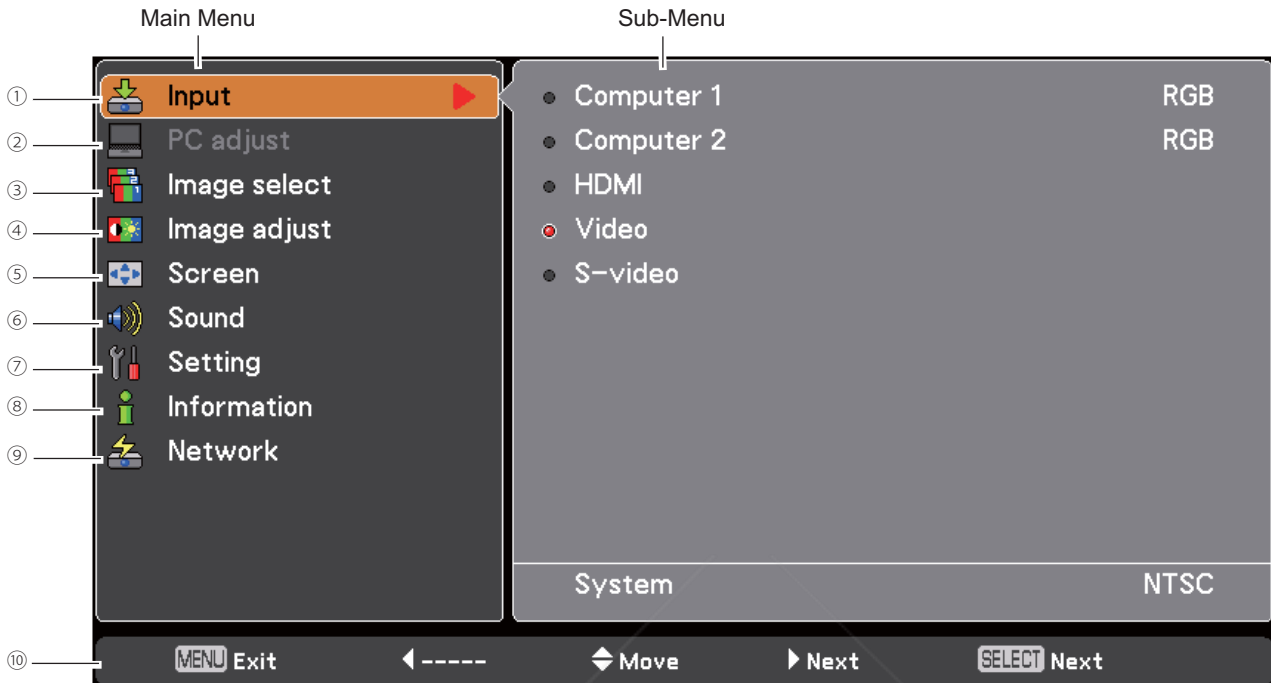 Main Menu Sub-Menu
① Input Computer 1 RGB
② PC adjust Computer 2 RGB
③ Image select HDMI
④ Image adjust Video
⑤ Screen S-video
⑥ Sound
⑦ Setting
⑧ Information
⑨ Network
System NTSC
⑩ MENU Exit ----- Move Next SELECT Next